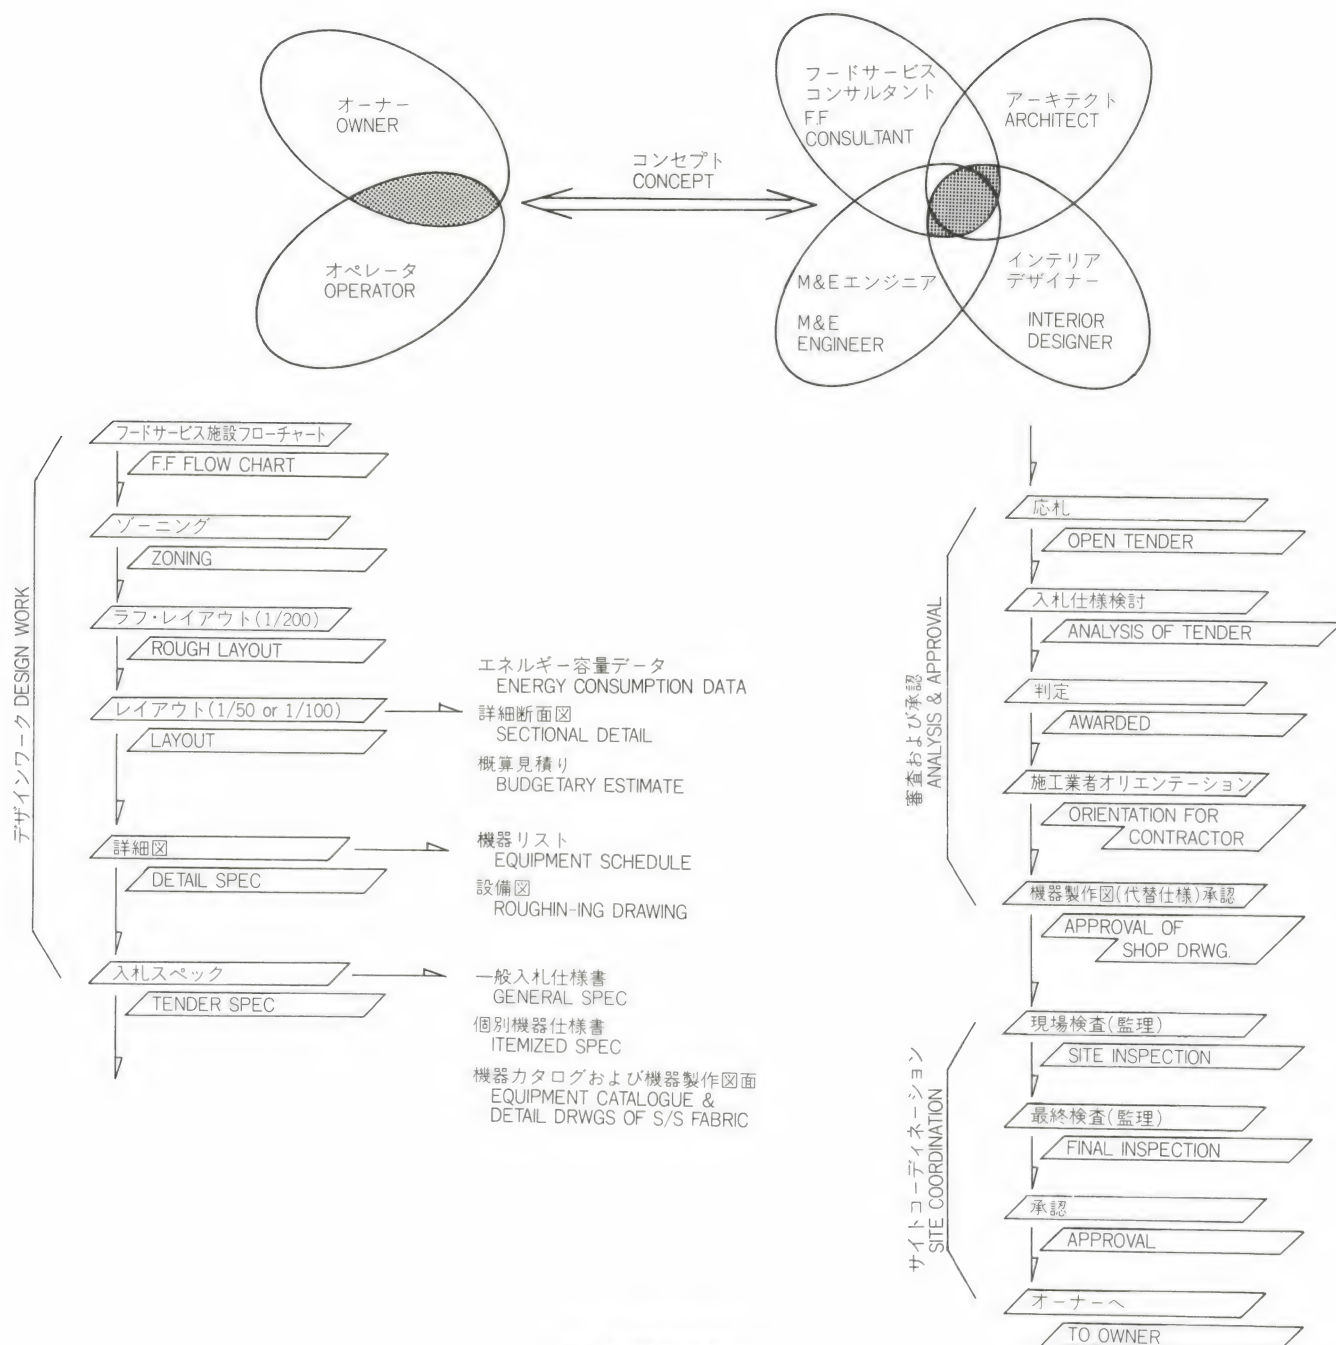 オーナー
OWNER
オペレータ
OPERATOR
コンセプト
CONCEPT
フードサービス
コンサルタント
F.F
CONSULTANT
アーキテクト
ARCHITECT
M&Eエンジニア
M&E
ENGINEER
インテリア
デザイナー
INTERIOR
DESIGNER
デザインワーク DESIGN WORK
フードサービス施設フローチャート
F.F FLOW CHART
ゾーニング
ZONING
ラフ・レイアウト(1/200)
ROUGH LAYOUT
レイアウト(1/50 or 1/100)
LAYOUT
エネルギー容量データ
ENERGY CONSUMPTION DATA
詳細断面図
SECTIONAL DETAIL
概算見積り
BUDGETARY ESTIMATE
詳細図
DETAIL SPEC
機器リスト
EQUIPMENT SCHEDULE
設備図
ROUGHIN-ING DRAWING
入札スペック
TENDER SPEC
一般入札仕様書
GENERAL SPEC
個別機器仕様書
ITEMIZED SPEC
機器カタログおよび機器製作図面
EQUIPMENT CATALOGUE &
DETAIL DRWGS OF S/S FABRIC
審査および承認
ANALYSIS & APPROVAL
応札
OPEN TENDER
入札仕様検討
ANALYSIS OF TENDER
判定
AWARDED
施工業者オリエンテーション
ORIENTATION FOR
CONTRACTOR
機器製作図(代替仕様)承認
APPROVAL OF
SHOP DRWG.
サイトコーディネーション
SITE COORDINATION
現場検査(監理)
SITE INSPECTION
最終検査(監理)
FINAL INSPECTION
承認
APPROVAL
オーナーへ
TO OWNER